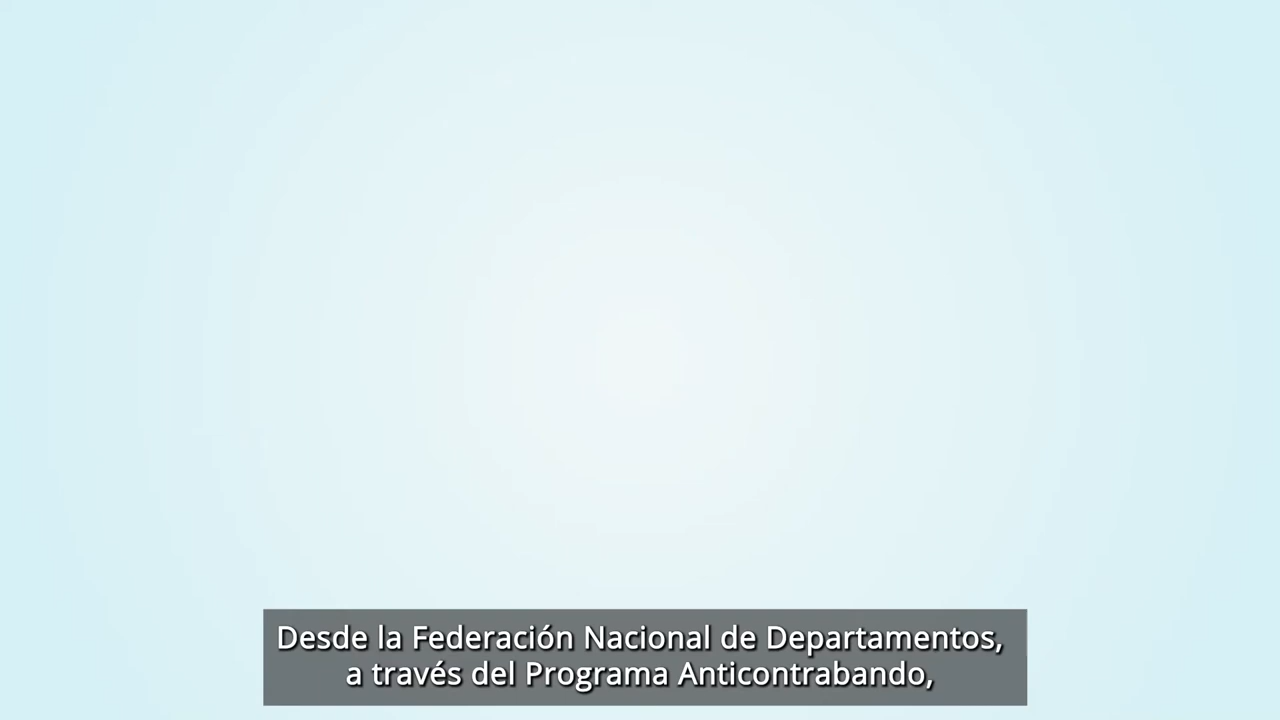 Desde la Federación Nacional de Departamentos,
a través del Programa Anticontrabando,